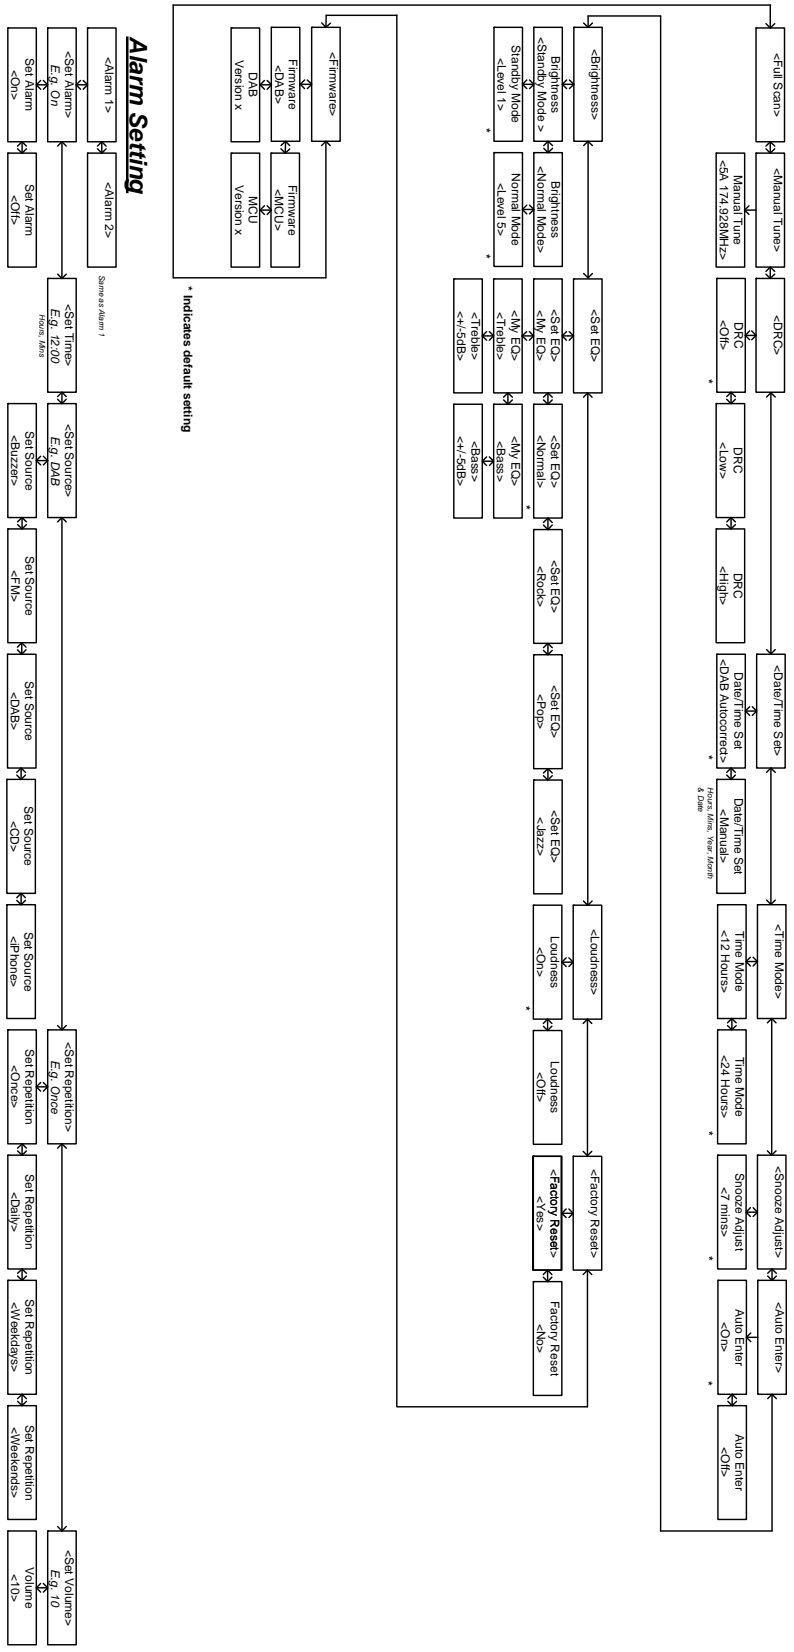 <Full Scan>
<Manual Tune>
<DRC>
<Date/Time Set>
<Time Mode>
<Snooze Adjust>
<Auto Enter>
Manual Tune
<5A 174.928MHz>
DRC
<Off>
*
DRC
<Low>
DRC
<High>
Date/Time Set
<DAB Autocorrect>
*
Date/Time Set
<Manual>
Hours, Mins, Year, Month
& Date
Time Mode
<12 Hours>
Time Mode
<24 Hours>
*
Snooze Adjust
<7 mins>
*
Auto Enter
<On>
*
Auto Enter
<Off>
<Brightness>
<Set EQ>
<Loudness>
<Factory Reset>
Brightness
<Standby Mode >
Brightness
<Normal Mode>
<Set EQ>
<My EQ>
<Set EQ>
<Normal>
*
<Set EQ>
<Rock>
<Set EQ>
<Pop>
<Set EQ>
<Jazz>
Loudness
<On>
*
Loudness
<Off>
<Factory Reset>
<Yes>
Factory Reset
<No>
Standby Mode
<Level 1>
*
Normal Mode
<Level 5>
*
<My EQ>
<Treble>
<My EQ>
<Bass>
<Treble>
<+/-5dB>
<Bass>
<+/-5dB>
<Firmware>
Firmware
<DAB>
Firmware
<MCU>
DAB
Version x
MCU
Version x
* Indicates default setting
Alarm Setting
<Alarm 1>
<Alarm 2>
Same as Alarm 1
<Set Alarm>
E.g. On
<Set Time>
E.g. 12:00
Hours, Mins
<Set Source>
E.g. DAB
<Set Repetition>
E.g. Once
<Set Volume>
E.g. 10
Set Alarm
<On>
Set Alarm
<Off>
Set Source
<Buzzer>
Set Source
<FM>
Set Source
<DAB>
Set Source
<CD>
Set Source
<iPhone>
Set Repetition
<Once>
Set Repetition
<Daily>
Set Repetition
<Weekdays>
Set Repetition
<Weekends>
Volume
<10>